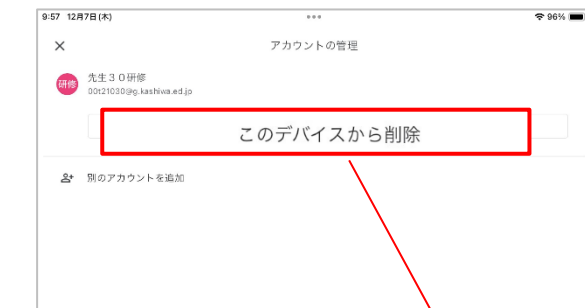 9:57 12月7日(木)
96%
アカウントの管理
研修
先生３０研修
00t21030@g.kashiwa.ed.jp
このデバイスから削除
別のアカウントを追加